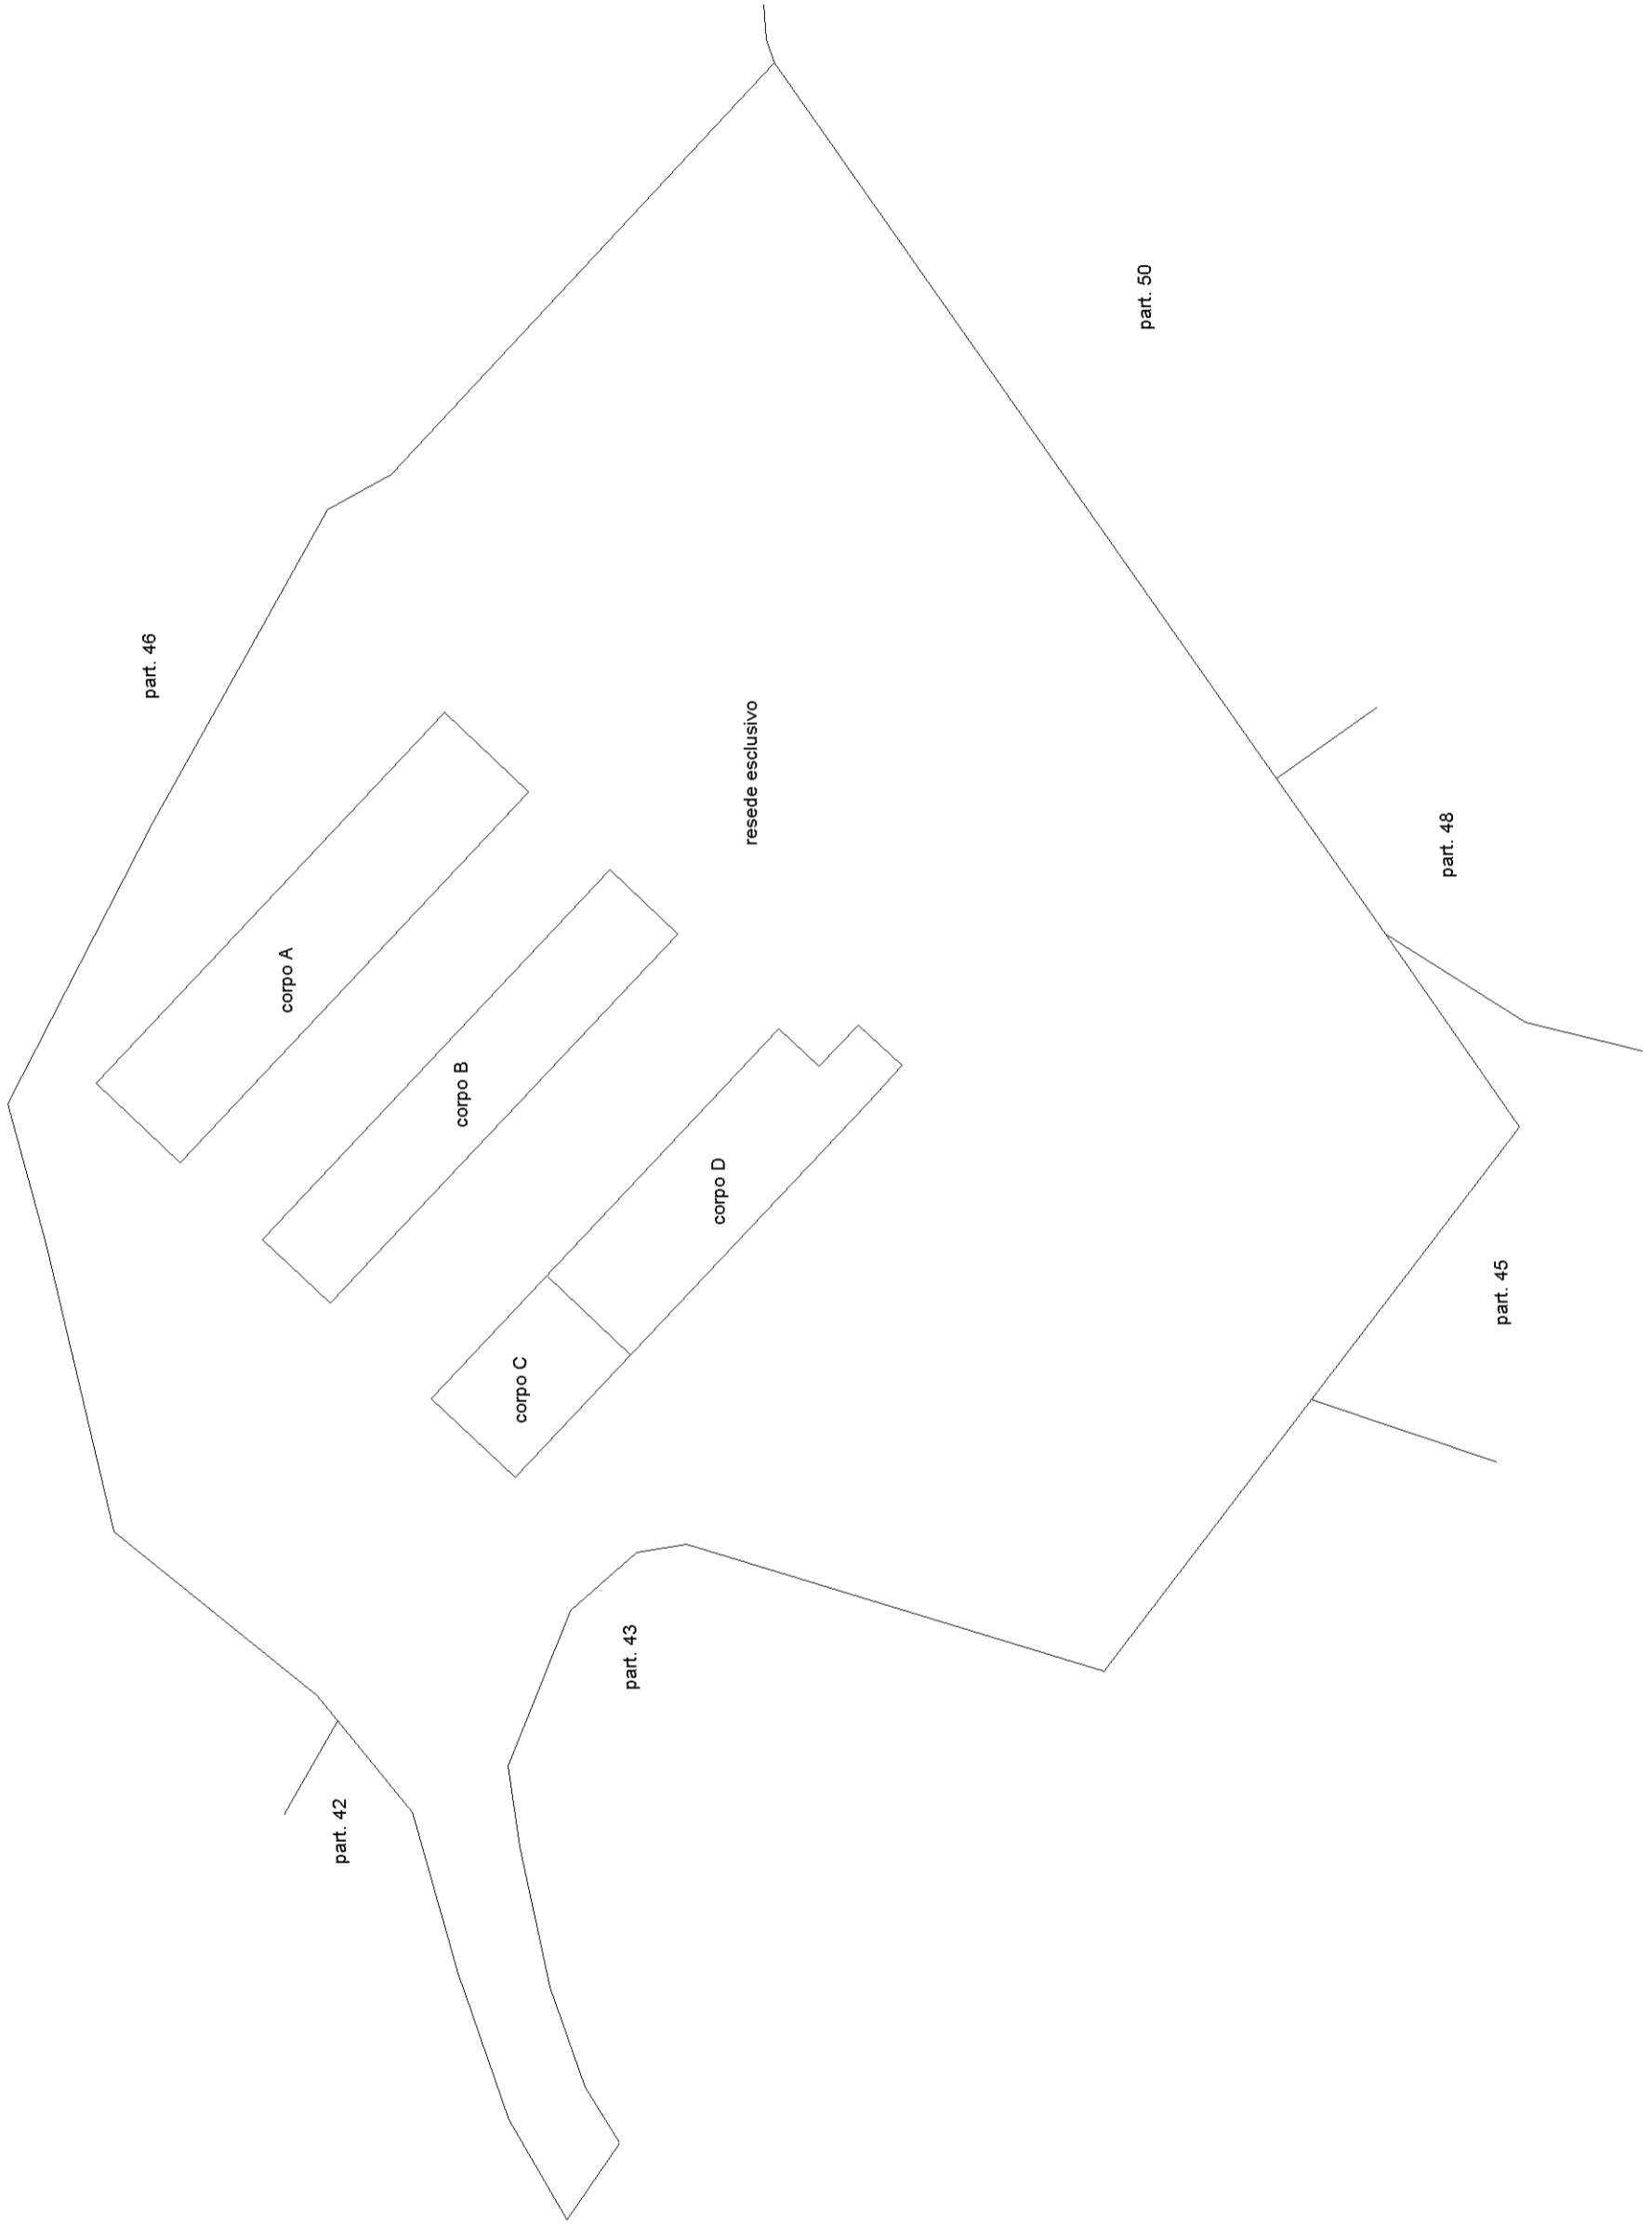 part. 46
corpo A
corpo B
resede esclusivo
part. 50
part. 48
corpo D
corpo C
part. 45
part. 43
part. 42